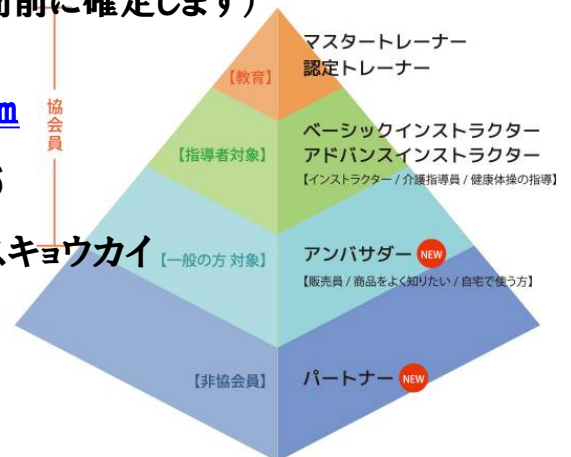 前に確定します）
マスタートレーナー
認定トレーナー
【教育】
m
協会員
ベーシックインストラクター
アドバンスインストラクター
【指導者対象】
【インストラクター / 介護指導員 / 健康体操の指導】
スキョウカイ
【一般の方 対象】
アンバサダー NEW
【販売員 / 商品をよく知りたい / 自宅で使う方】
【非協会員】
パートナー NEW